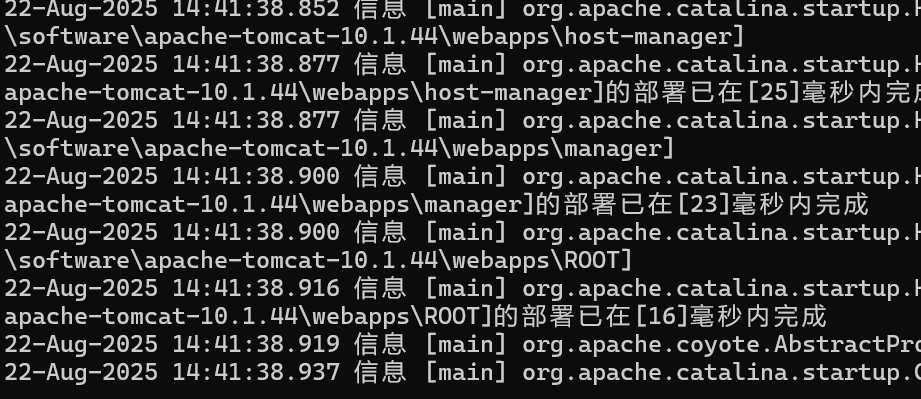 22-Aug-2025 14:41:38.852 信息 [main] org.apache.catalina.startup.H
\software\apache-tomcat-10.1.44\webapps\host-manager]
22-Aug-2025 14:41:38.877 信息 [main] org.apache.catalina.startup.H
apache-tomcat-10.1.44\webapps\host-manager]的部署已在[25]毫秒内完成
22-Aug-2025 14:41:38.877 信息 [main] org.apache.catalina.startup.H
\software\apache-tomcat-10.1.44\webapps\manager]
22-Aug-2025 14:41:38.900 信息 [main] org.apache.catalina.startup.H
apache-tomcat-10.1.44\webapps\manager]的部署已在[23]毫秒内完成
22-Aug-2025 14:41:38.900 信息 [main] org.apache.catalina.startup.H
\software\apache-tomcat-10.1.44\webapps\ROOT]
22-Aug-2025 14:41:38.916 信息 [main] org.apache.catalina.startup.H
apache-tomcat-10.1.44\webapps\ROOT]的部署已在[16]毫秒内完成
22-Aug-2025 14:41:38.919 信息 [main] org.apache.coyote.AbstractPro
22-Aug-2025 14:41:38.937 信息 [main] org.apache.catalina.startup.C